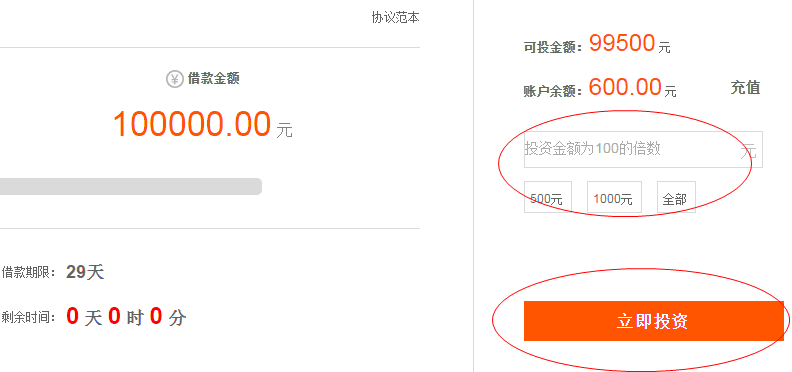 协议范本
¥ 借款金额
100000.00 元
借款期限： 29天
剩余时间： 0 天 0 时 0 分
可投金额：99500 元
账户余额：600.00 元 充值
投资金额为100的倍数 元
500元 1000元 全部
立即投资